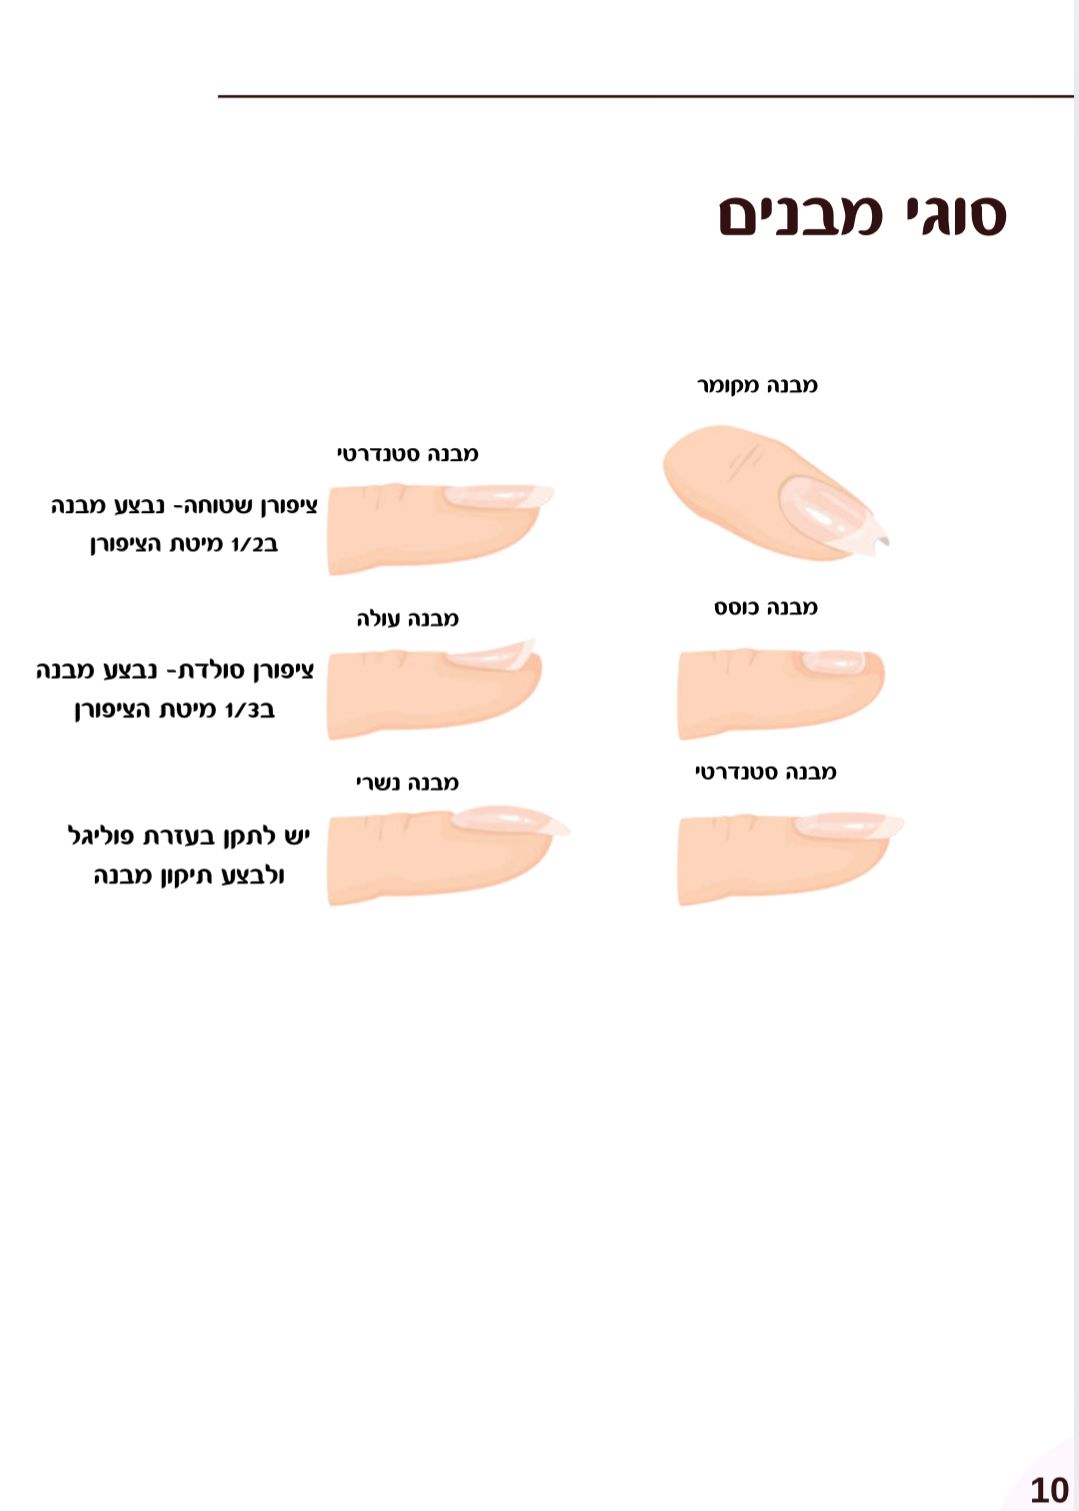 סוגי מבנים
מבנה מקומר
מבנה כוסס
מבנה סטנדרטי
מבנה סטנדרטי
ציפורן שטוחה- נבצע מבנה
ב1/2 מיטת הציפורן
מבנה עולה
ציפורן סולדת- נבצע מבנה
ב1/3 מיטת הציפורן
מבנה נשרי
יש לתקן בעזרת פוליגל
ולבצע תיקון מבנה
10